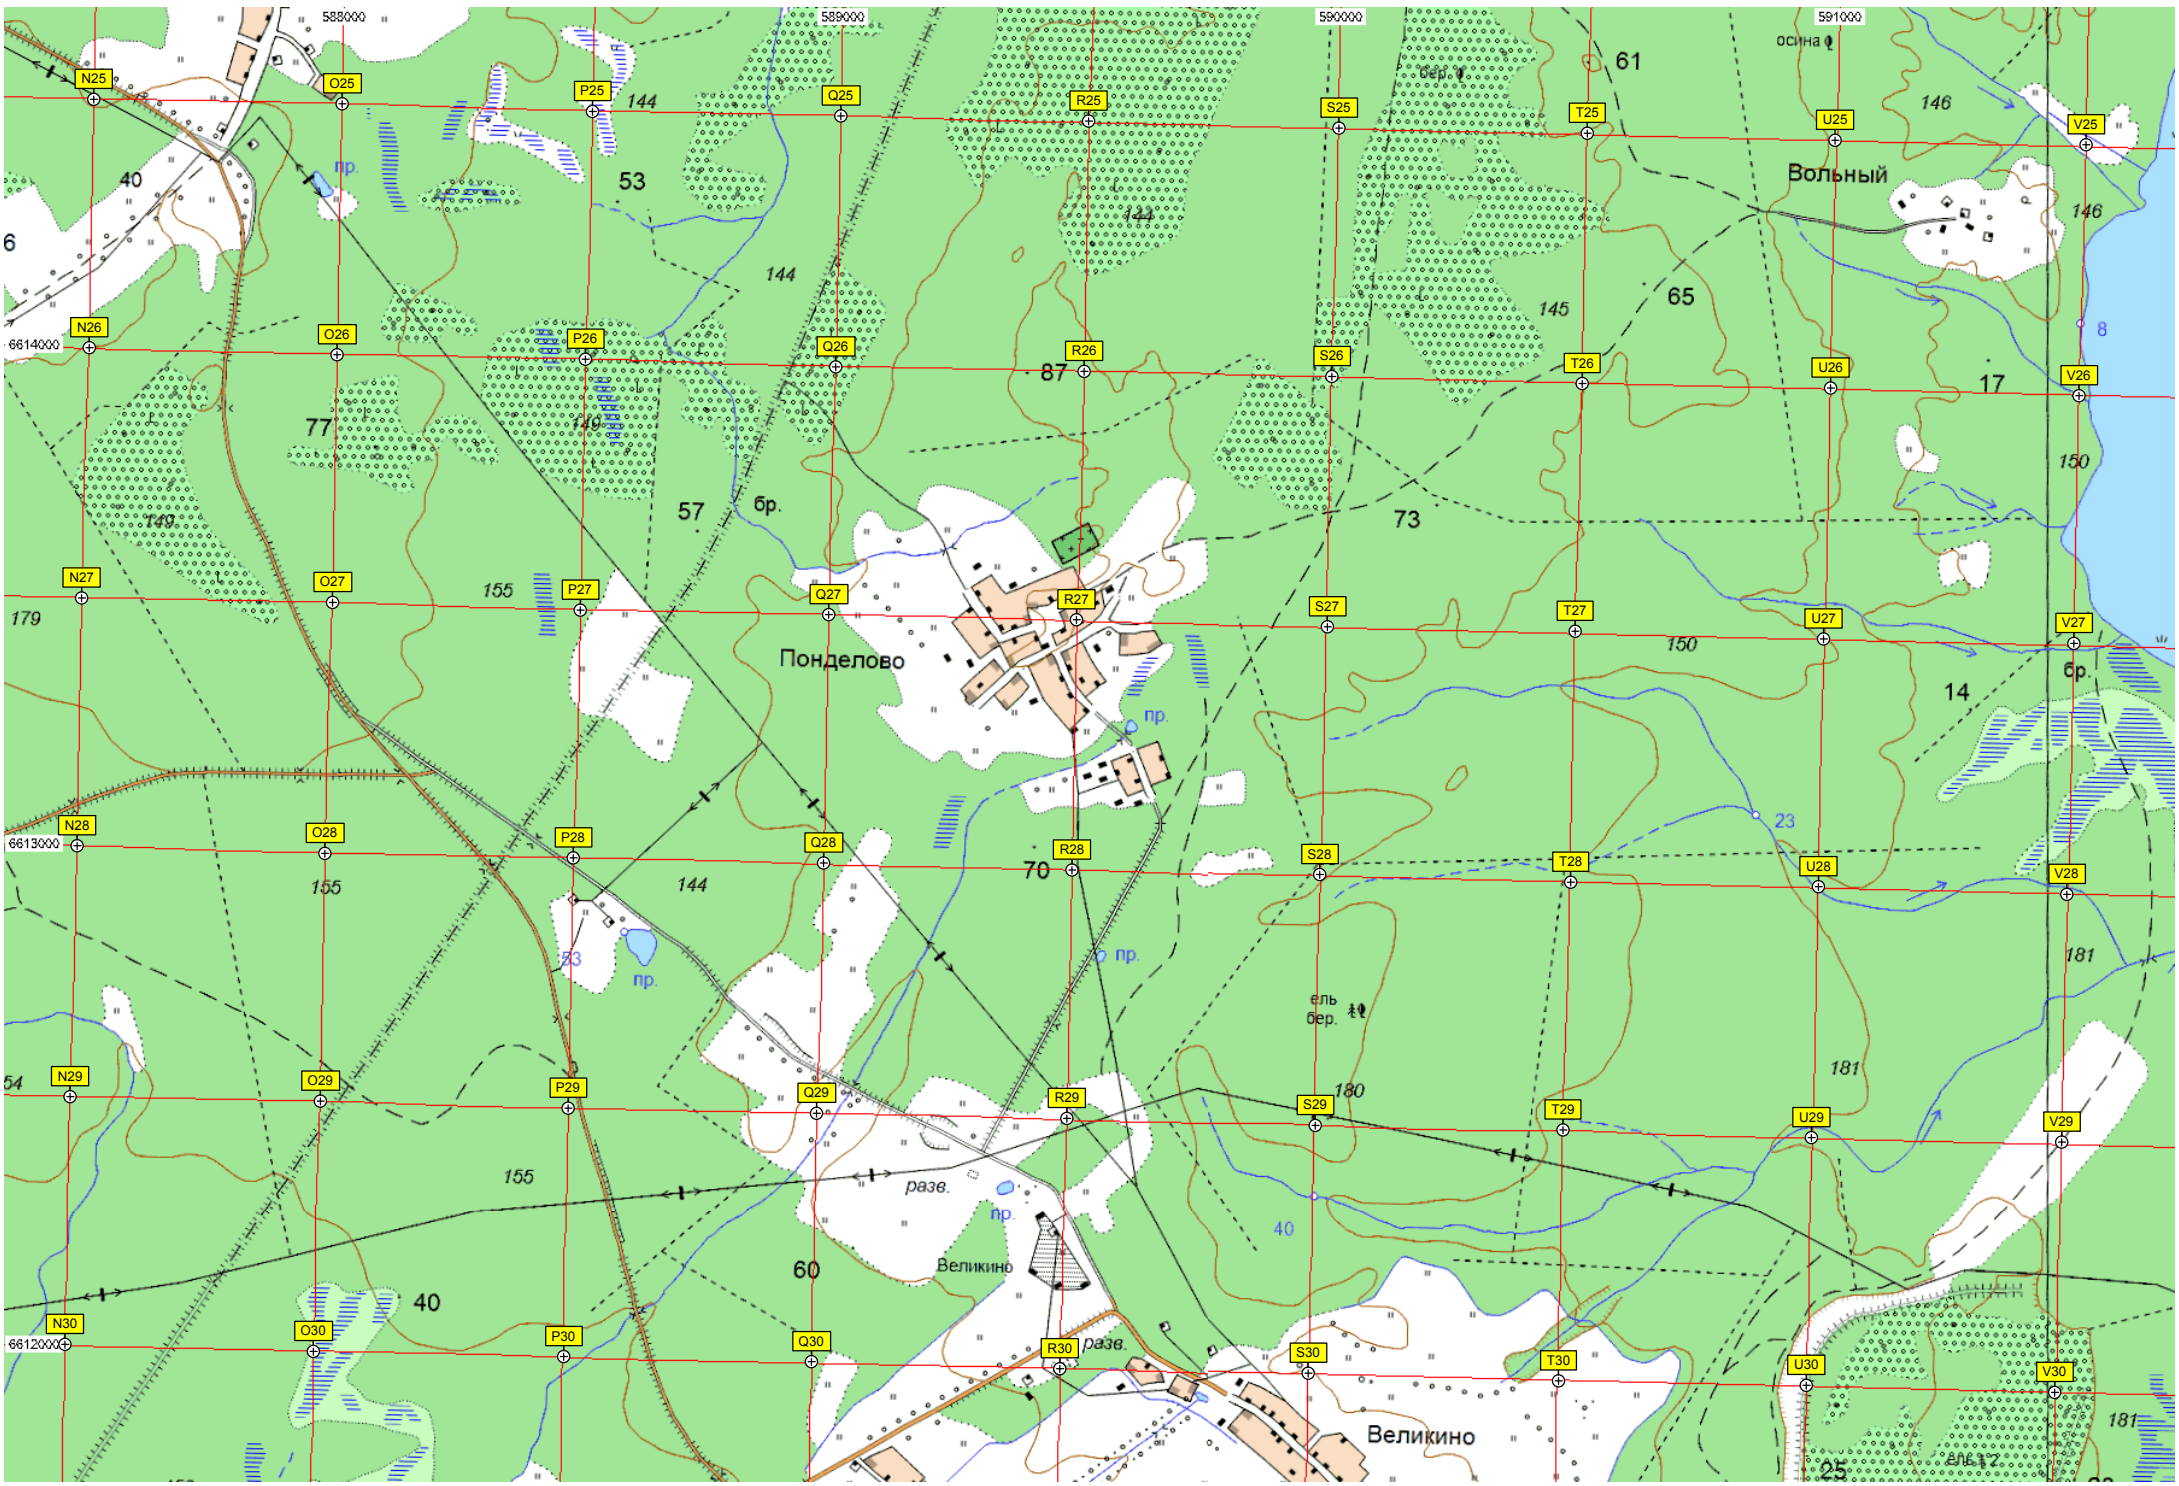 588000 589000 590000 591000
осина
61
бер.
N25 O25 P25 144 Q25 R25 S25 T25 U25 146 V25
пр.
40 53 Вольный
144 146
6
144 145 65
8
N26 O26 P26 Q26 R26 S26 T26 U26 V26
6614000
87 17
77 149
150
149 57 бр. 73
N27 O27 155 P27 Q27 R27 S27 T27 U27 V27
179
Понделово 150 бр.
14
пр.
23
N28 O28 P28 Q28 R28 S28 T28 U28 V28
6613000
155 144 70
53 пр. пр. 181
ель
бер.
54 N29 O29 P29 Q29 R29 S29 180 T29 181 U29 V29
155 разв.
пр. 40
60 Великино
40
N30 O30 P30 Q30 R30 разв. S30 T30 U30 V30
6612000
Великино 181
25 ель